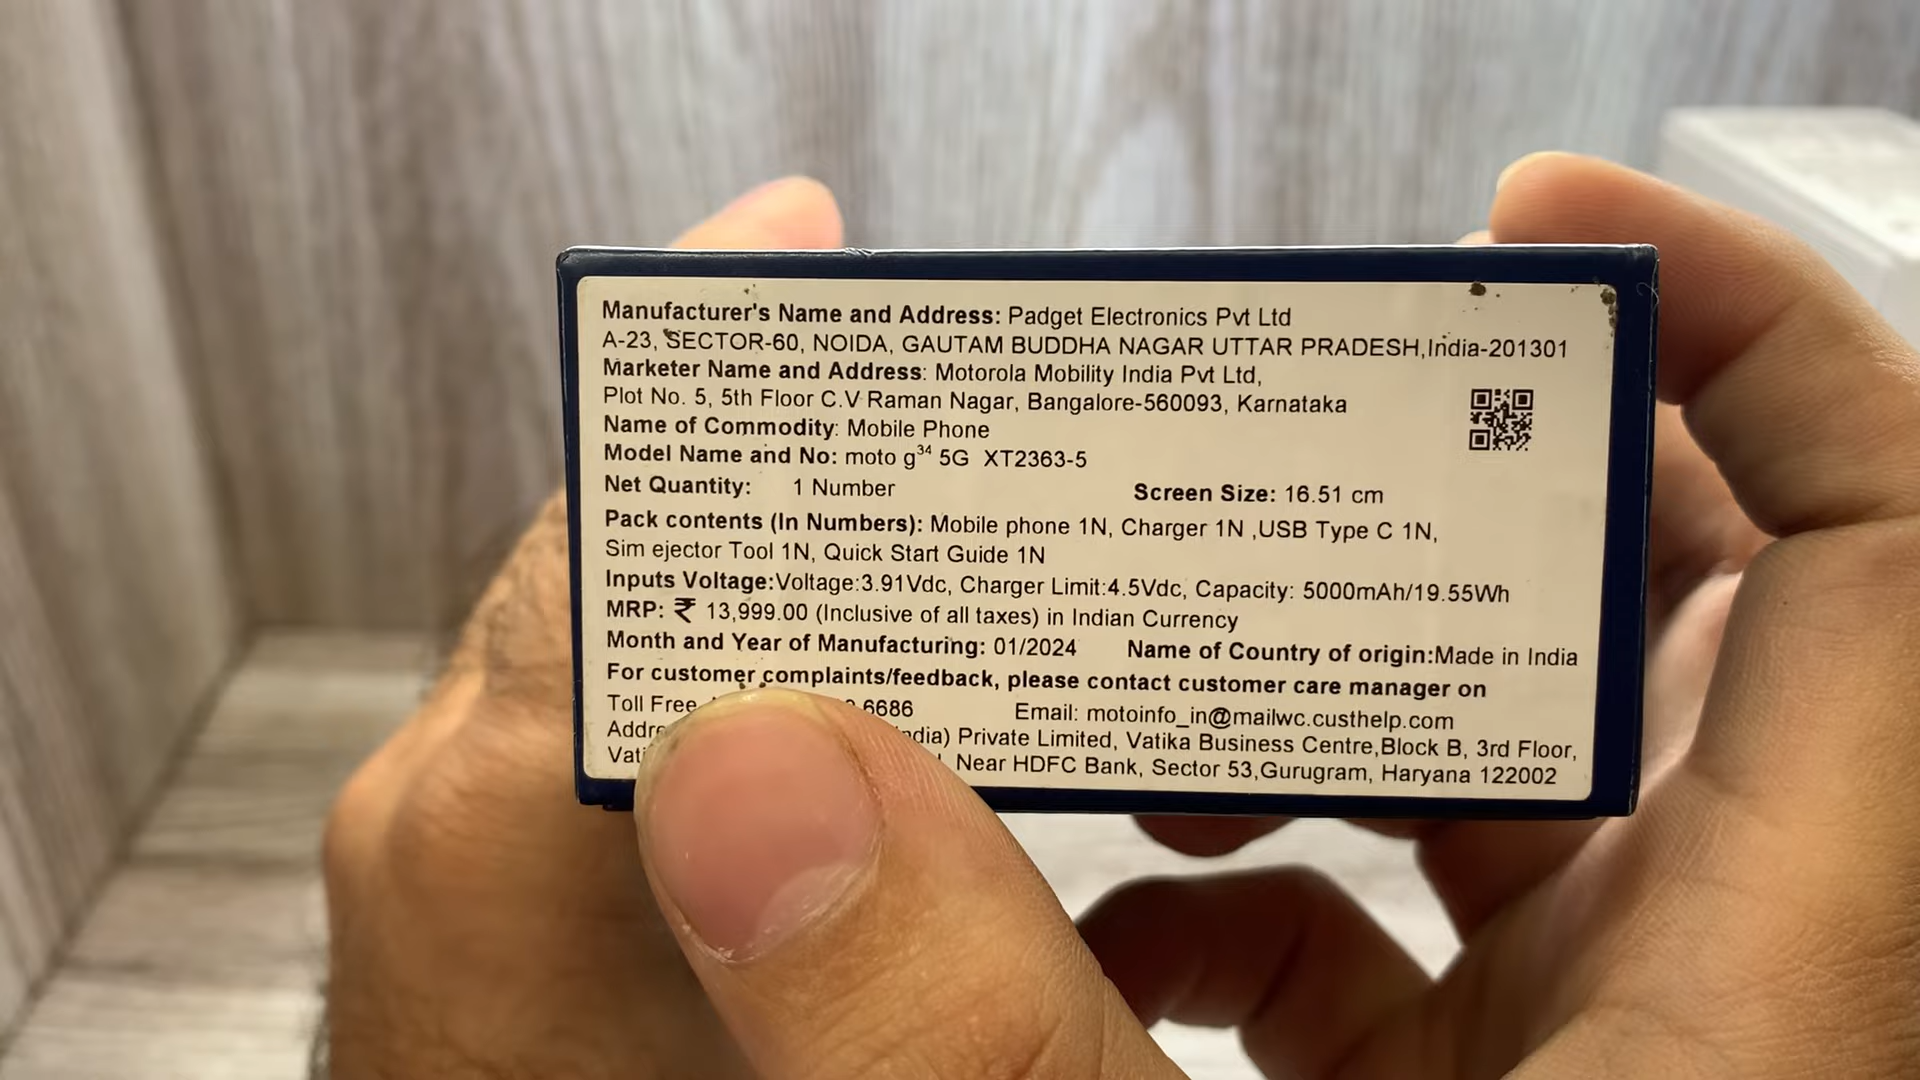 Manufacturer's Name and Address: Padget Electronics Pvt Ltd
A-23, SECTOR-60, NOIDA, GAUTAM BUDDHA NAGAR UTTAR PRADESH,India-201301
Marketer Name and Address: Motorola Mobility India Pvt Ltd,
Plot No. 5, 5th Floor C.V Raman Nagar, Bangalore-560093, Karnataka
Name of Commodity: Mobile Phone
Model Name and No: moto g34 5G XT2363-5
Net Quantity: 1 Number Screen Size: 16.51 cm
Pack contents (In Numbers): Mobile phone 1N, Charger 1N ,USB Type C 1N,
Sim ejector Tool 1N, Quick Start Guide 1N
Inputs Voltage:Voltage:3.91Vdc, Charger Limit:4.5Vdc, Capacity: 5000mAh/19.55Wh
MRP: ₹ 13,999.00 (Inclusive of all taxes) in Indian Currency
Month and Year of Manufacturing: 01/2024 Name of Country of origin:Made in India
For customer complaints/feedback, please contact customer care manager on
Toll Free 6686 Email: motoinfo_in@mailwc.custhelp.com
Private Limited, Vatika Business Centre,Block B, 3rd Floor,
Near HDFC Bank, Sector 53,Gurugram, Haryana 122002